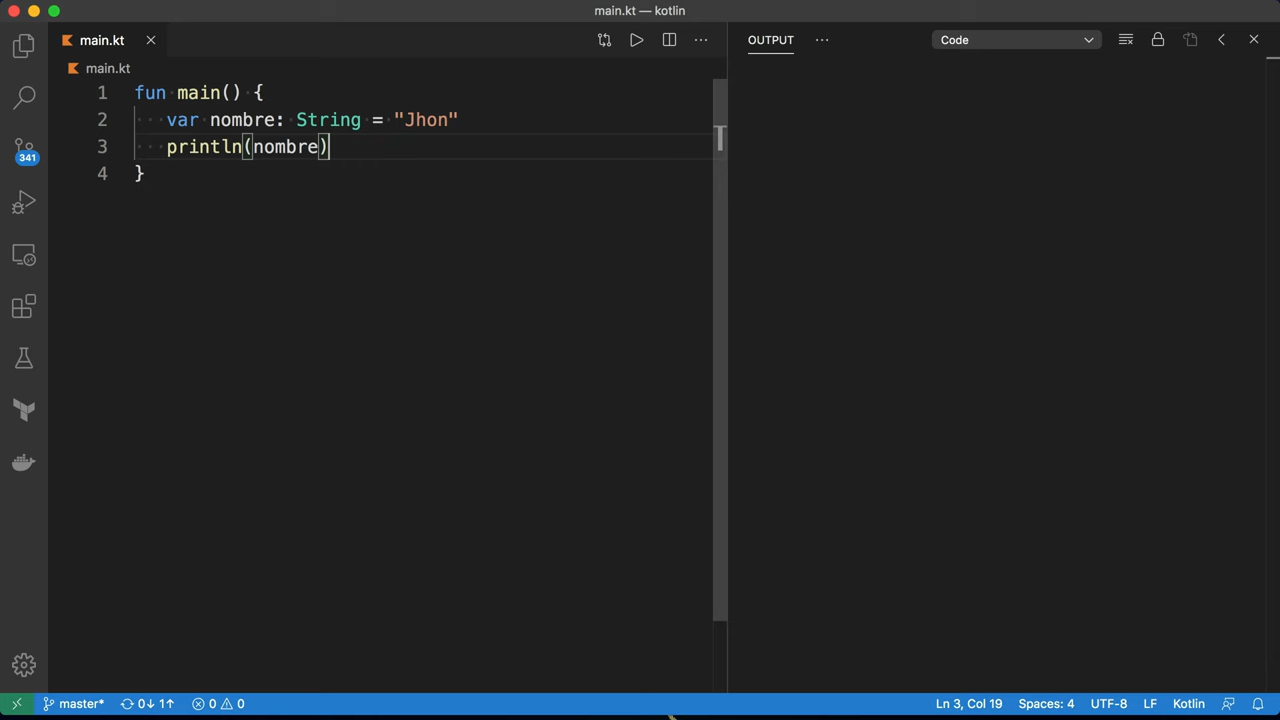 main.kt — kotlin
main.kt
OUTPUT
Code
main.kt
1 fun main() {
2 var nombre: String = "Jhon"
3 println(nombre)
4 }
341
master*
0↓ 1↑
0 0
Ln 3, Col 19
Spaces: 4
UTF-8
LF
Kotlin